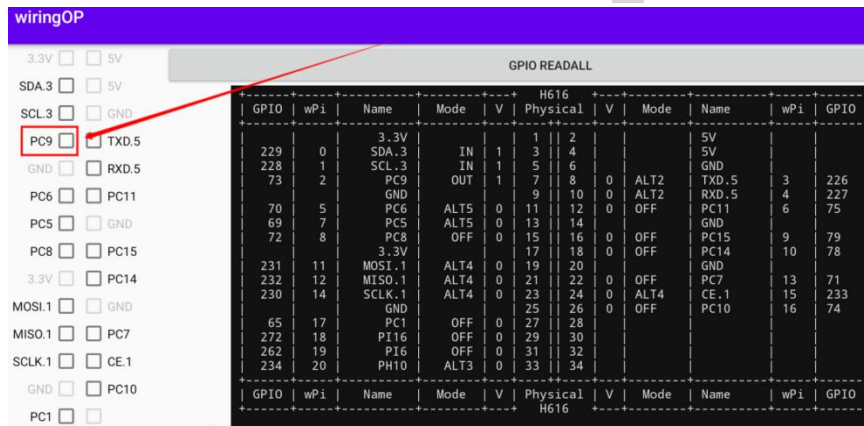 wiringOP
3.3V 5V
SDA.3 5V
SCL.3 GND
PC9 TXD.5
GND RXD.5
PC6 PC11
PC5 GND
PC8 PC15
3.3V PC14
MOSI.1 GND
MISO.1 PC7
SCLK.1 CE.1
GND PC10
PC1
GPIO READALL
+------+-----+----------+--------+---+ H616 +---+--------+----------+-----+------+
| GPIO | wPi | Name | Mode | V | Physical | V | Mode | Name | wPi | GPIO
+------+-----+----------+--------+---+----++----+---+--------+----------+-----+------+
| | | 3.3V | | | 1 || 2 | | | 5V | |
| 229 | 0 | SDA.3 | IN | 1 | 3 || 4 | | | 5V | |
| 228 | 1 | SCL.3 | IN | 1 | 5 || 6 | | | GND | |
| 73 | 2 | PC9 | OUT | 1 | 7 || 8 | 0 | ALT2 | TXD.5 | 3 | 226
| | | GND | | | 9 || 10 | 0 | ALT2 | RXD.5 | 4 | 227
| 70 | 5 | PC6 | ALT5 | 0 | 11 || 12 | 0 | OFF | PC11 | 6 | 75
| 69 | 7 | PC5 | ALT5 | 0 | 13 || 14 | | | GND | |
| 72 | 8 | PC8 | OFF | 0 | 15 || 16 | 0 | OFF | PC15 | 9 | 79
| | | 3.3V | | | 17 || 18 | 0 | OFF | PC14 | 10 | 78
| 231 | 11 | MOSI.1 | ALT4 | 0 | 19 || 20 | | | GND | |
| 232 | 12 | MISO.1 | ALT4 | 0 | 21 || 22 | 0 | OFF | PC7 | 13 | 71
| 230 | 14 | SCLK.1 | ALT4 | 0 | 23 || 24 | 0 | ALT4 | CE.1 | 15 | 233
| | | GND | | | 25 || 26 | 0 | OFF | PC10 | 16 | 74
| 65 | 17 | PC1 | OFF | 0 | 27 || 28 | | | | |
| 272 | 18 | PI16 | OFF | 0 | 29 || 30 | | | | |
| 262 | 19 | PI6 | OFF | 0 | 31 || 32 | | | | |
| 234 | 20 | PH10 | ALT3 | 0 | 33 || 34 | | | | |
+------+-----+----------+--------+---+----++----+---+--------+----------+-----+------+
| GPIO | wPi | Name | Mode | V | Physical | V | Mode | Name | wPi | GPIO
+------+-----+----------+--------+---+ H616 +---+--------+----------+-----+------+